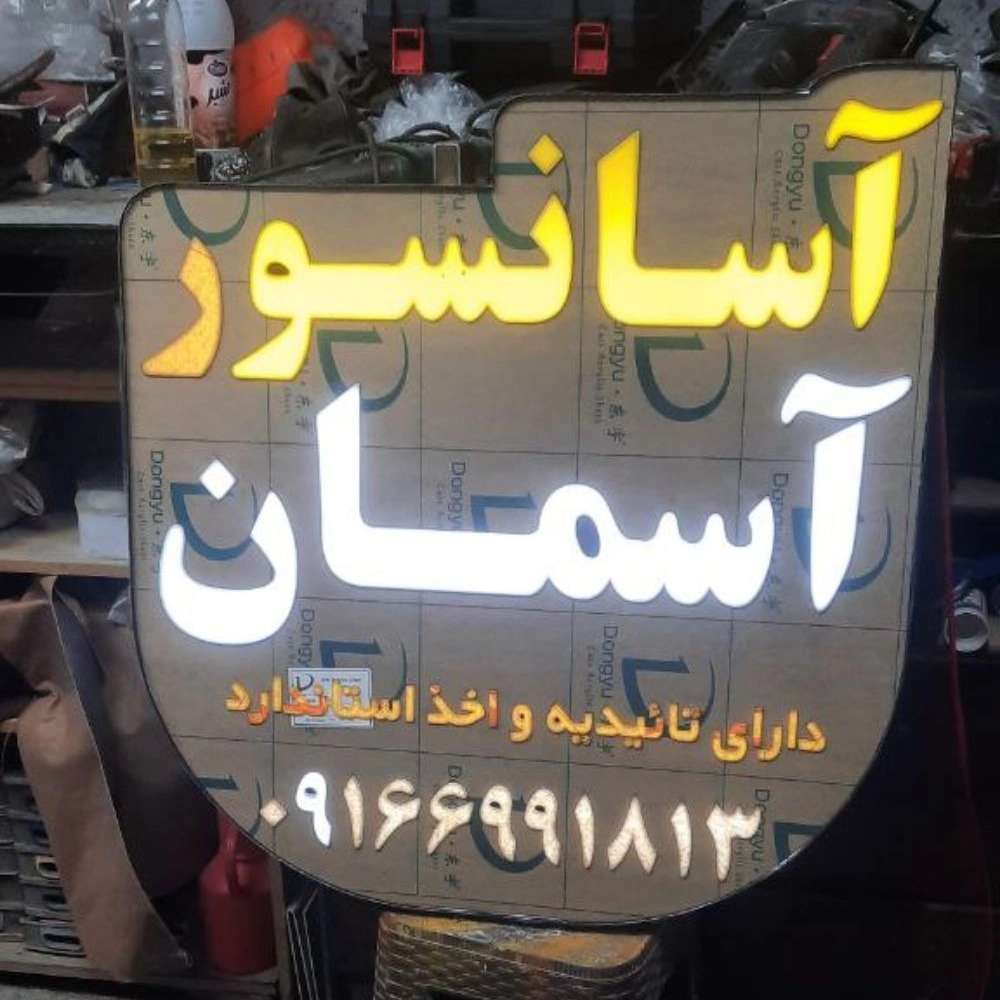 آسانسور
آسمان
دارای تائیدیه و اخذ استاندارد
۰۹۱۶۶۹۹۱۸۱۳
Dongyu